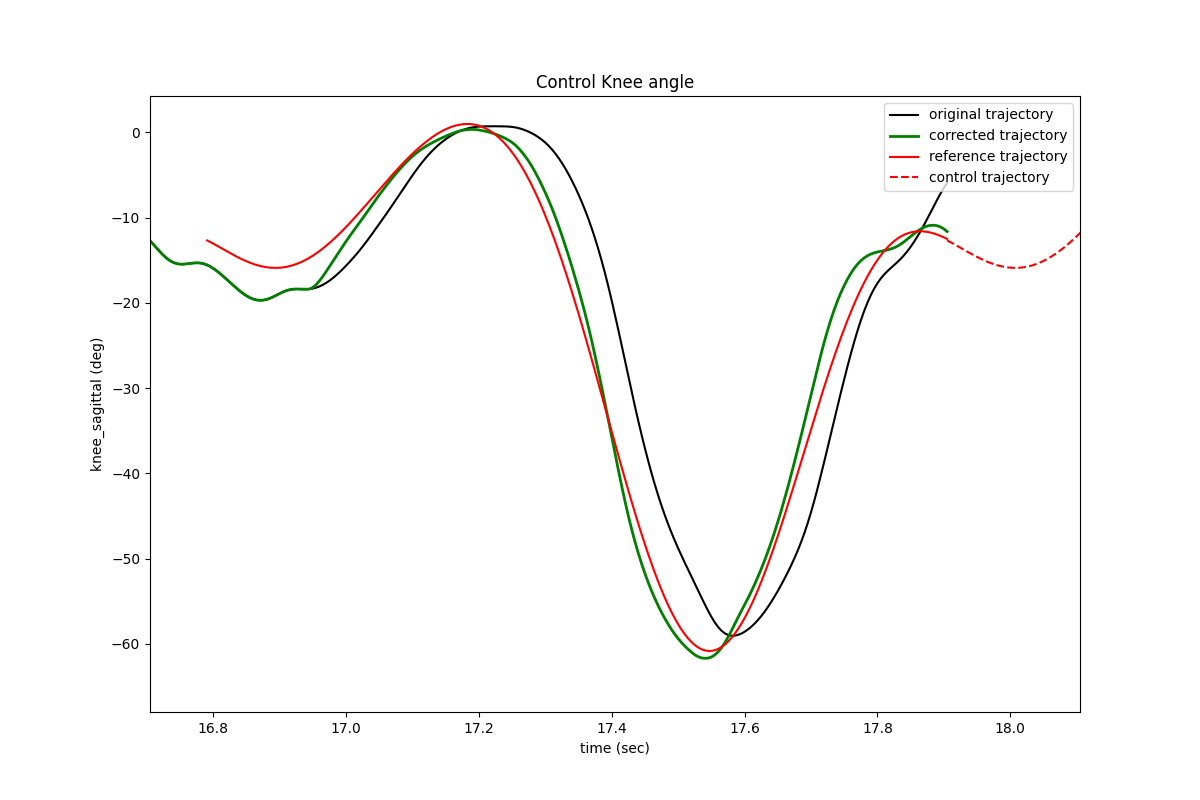 Control Knee angle
original trajectory
corrected trajectory
reference trajectory
control trajectory
knee_sagittal (deg)
0
−10
−20
−30
−40
−50
−60
16.8 17.0 17.2 17.4 17.6 17.8 18.0
time (sec)